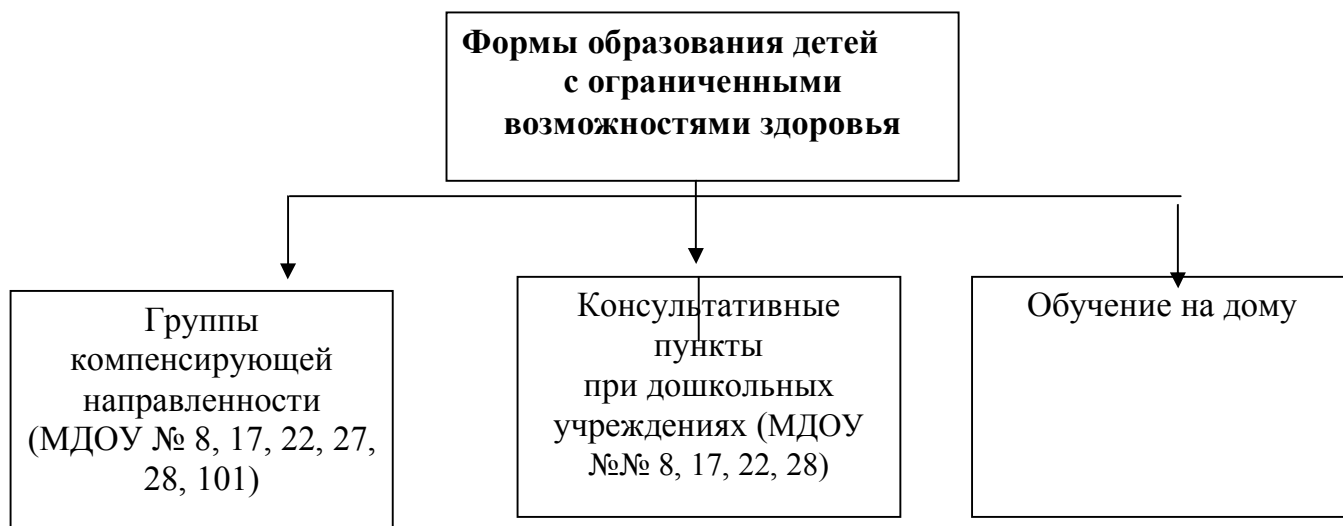 Формы образования детей
с ограниченными
возможностями здоровья
Группы
компенсирующей
направленности
(МДОУ № 8, 17, 22, 27,
28, 101)
Консультативные
пункты
при дошкольных
учреждениях (МДОУ
№№ 8, 17, 22, 28)
Обучение на дому